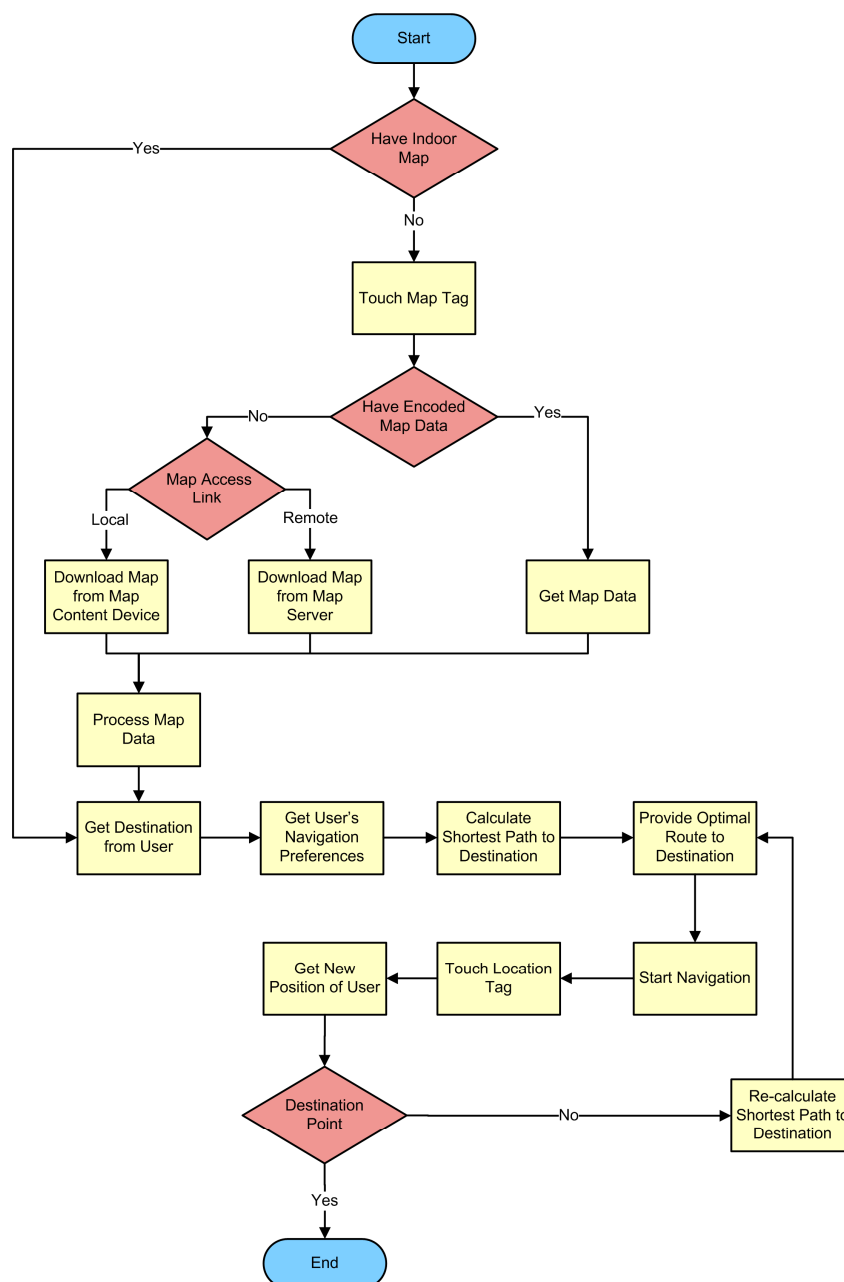 Start
Have Indoor
Map
Yes
No
Touch Map Tag
Have Encoded
Map Data
No
Yes
Map Access
Link
Local
Remote
Download Map
from Map
Content Device
Download Map
from Map
Server
Get Map Data
Process Map
Data
Get Destination
from User
Get User's
Navigation
Preferences
Calculate
Shortest Path to
Destination
Provide Optimal
Route to
Destination
Get New
Position of User
Touch Location
Tag
Start Navigation
Destination
Point
No
Re-calculate
Shortest Path to
Destination
Yes
End